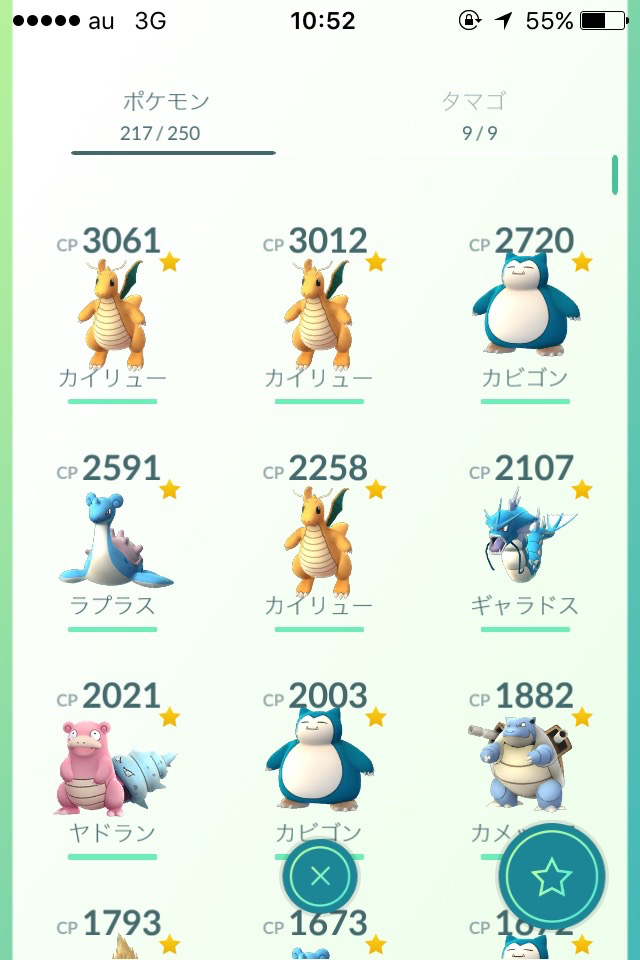 au 3G 10:52 55%
ポケモン タマゴ
217 / 250 9 / 9
CP 3061 CP 3012 CP 2720
カイリュー カイリュー カビゴン
CP 2591 CP 2258 CP 2107
ラプラス カイリュー ギャラドス
CP 2021 CP 2003 CP 1882
ヤドラン カビゴン カメッ
CP 1793 CP 1673 CP